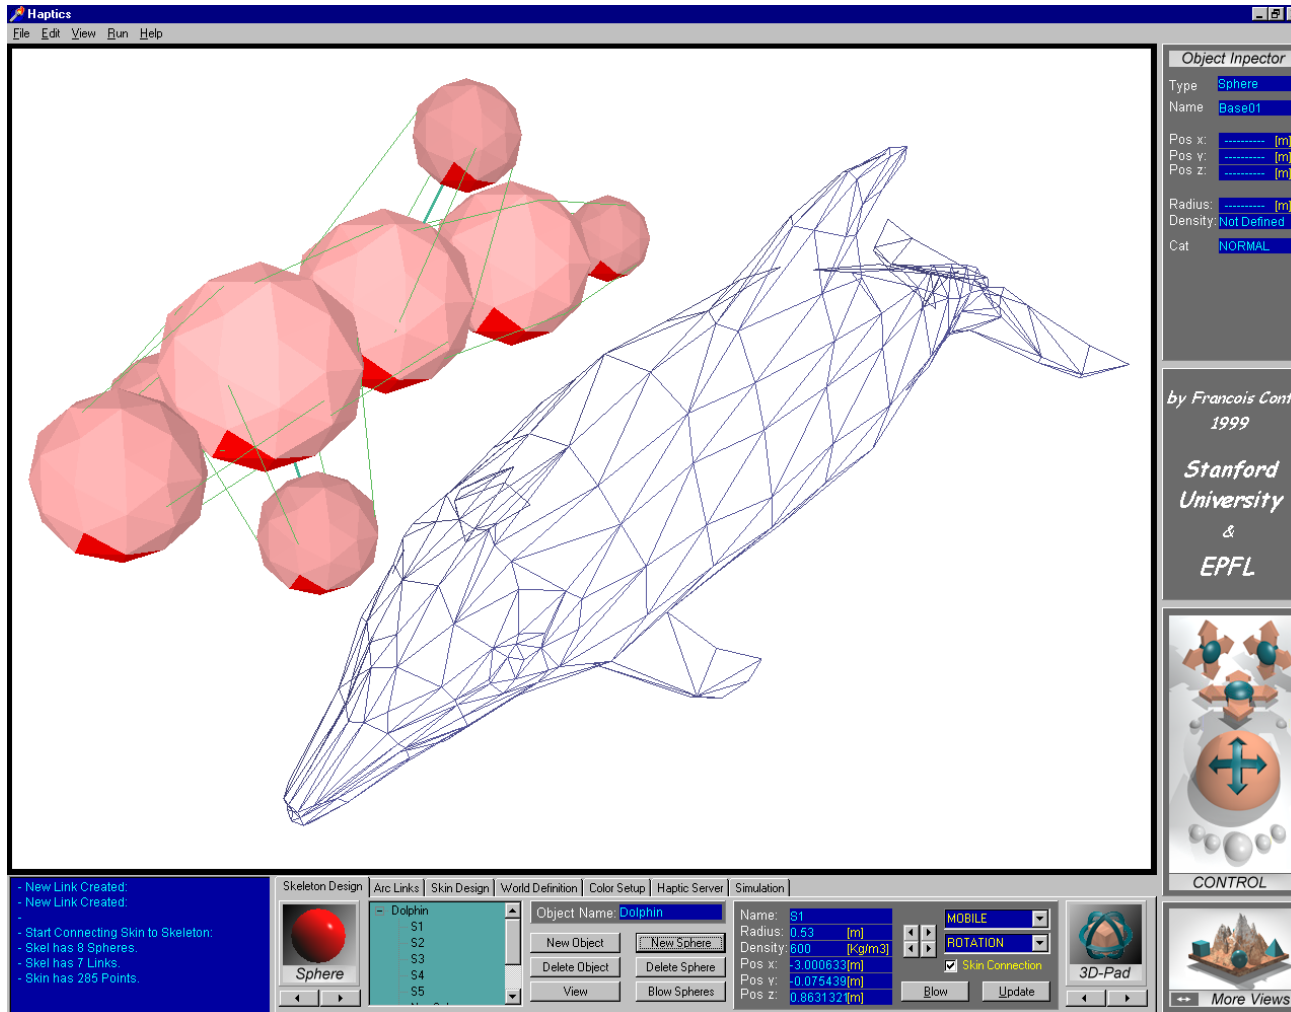 Haptics
File Edit View Run Help
Object Inpector
Type Sphere
Name Base01
Pos x: ---------- [m]
Pos y: ---------- [m]
Pos z: ---------- [m]
Radius: ---------- [m]
Density: Not Defined
Cat NORMAL
by Francois Cont
1999
Stanford
University
&
EPFL
CONTROL
More Views
- New Link Created:
- New Link Created:
-
- Start Connecting Skin to Skeleton:
- Skel has 8 Spheres.
- Skel has 7 Links.
- Skin has 285 Points.
Skeleton Design Arc Links Skin Design World Definition Color Setup Haptic Server Simulation
Sphere
Dolphin
S1
S2
S3
S4
S5
Object Name: Dolphin
New Object New Sphere
Delete Object Delete Sphere
View Blow Spheres
Name: S1
Radius: 0.53 [m]
Density: 600 [Kg/m3]
Pos x: -3.000633 [m]
Pos y: -0.075439 [m]
Pos z: 0.8631321 [m]
MOBILE
ROTATION
Skin Connection
Blow Update
3D-Pad